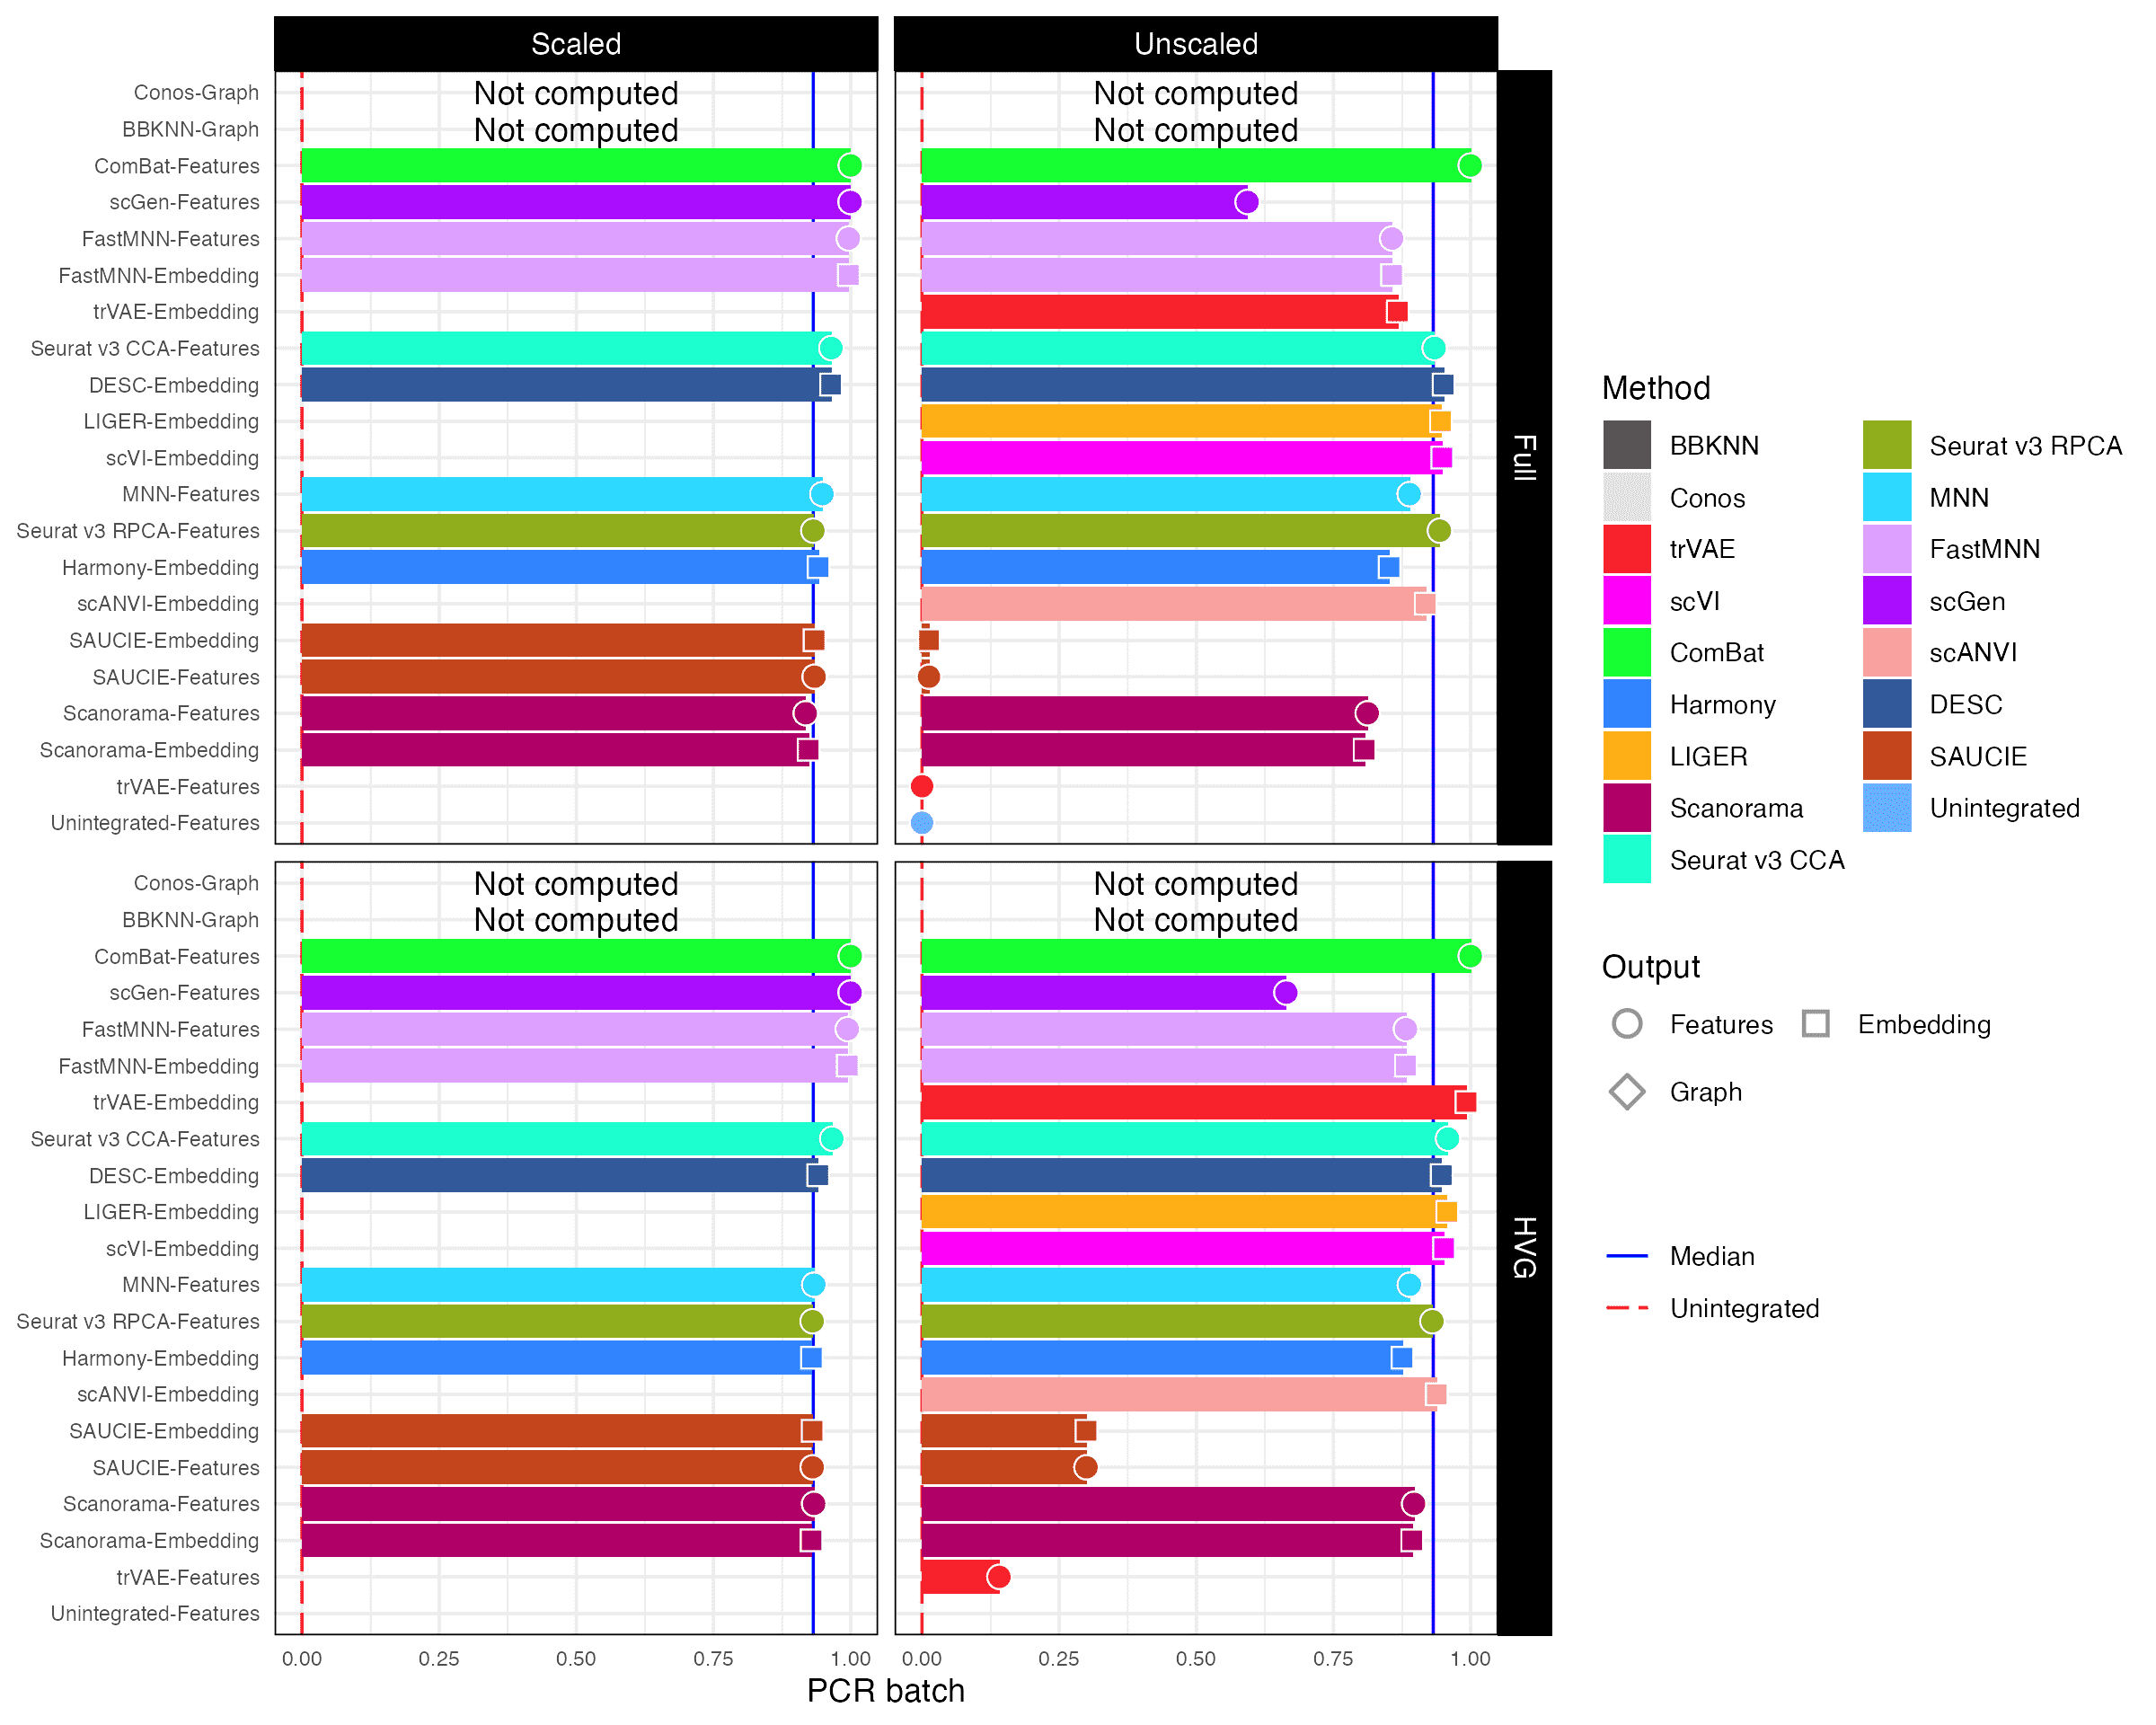 Scaled
Unscaled
Conos-Graph
Not computed
Not computed
BBKNN-Graph
Not computed
Not computed
ComBat-Features
scGen-Features
FastMNN-Features
FastMNN-Embedding
trVAE-Embedding
Seurat v3 CCA-Features
DESC-Embedding
LIGER-Embedding
scVI-Embedding
MNN-Features
Seurat v3 RPCA-Features
Harmony-Embedding
scANVI-Embedding
SAUCIE-Embedding
SAUCIE-Features
Scanorama-Features
Scanorama-Embedding
trVAE-Features
Unintegrated-Features
Full
Conos-Graph
Not computed
Not computed
BBKNN-Graph
Not computed
Not computed
ComBat-Features
scGen-Features
FastMNN-Features
FastMNN-Embedding
trVAE-Embedding
Seurat v3 CCA-Features
DESC-Embedding
LIGER-Embedding
scVI-Embedding
MNN-Features
Seurat v3 RPCA-Features
Harmony-Embedding
scANVI-Embedding
SAUCIE-Embedding
SAUCIE-Features
Scanorama-Features
Scanorama-Embedding
trVAE-Features
Unintegrated-Features
HVG
0.00 0.25 0.50 0.75 1.00
0.00 0.25 0.50 0.75 1.00
PCR batch
Method
BBKNN
Conos
trVAE
scVI
ComBat
Harmony
LIGER
Scanorama
Seurat v3 CCA
Seurat v3 RPCA
MNN
FastMNN
scGen
scANVI
DESC
SAUCIE
Unintegrated
Output
Features
Embedding
Graph
Median
Unintegrated